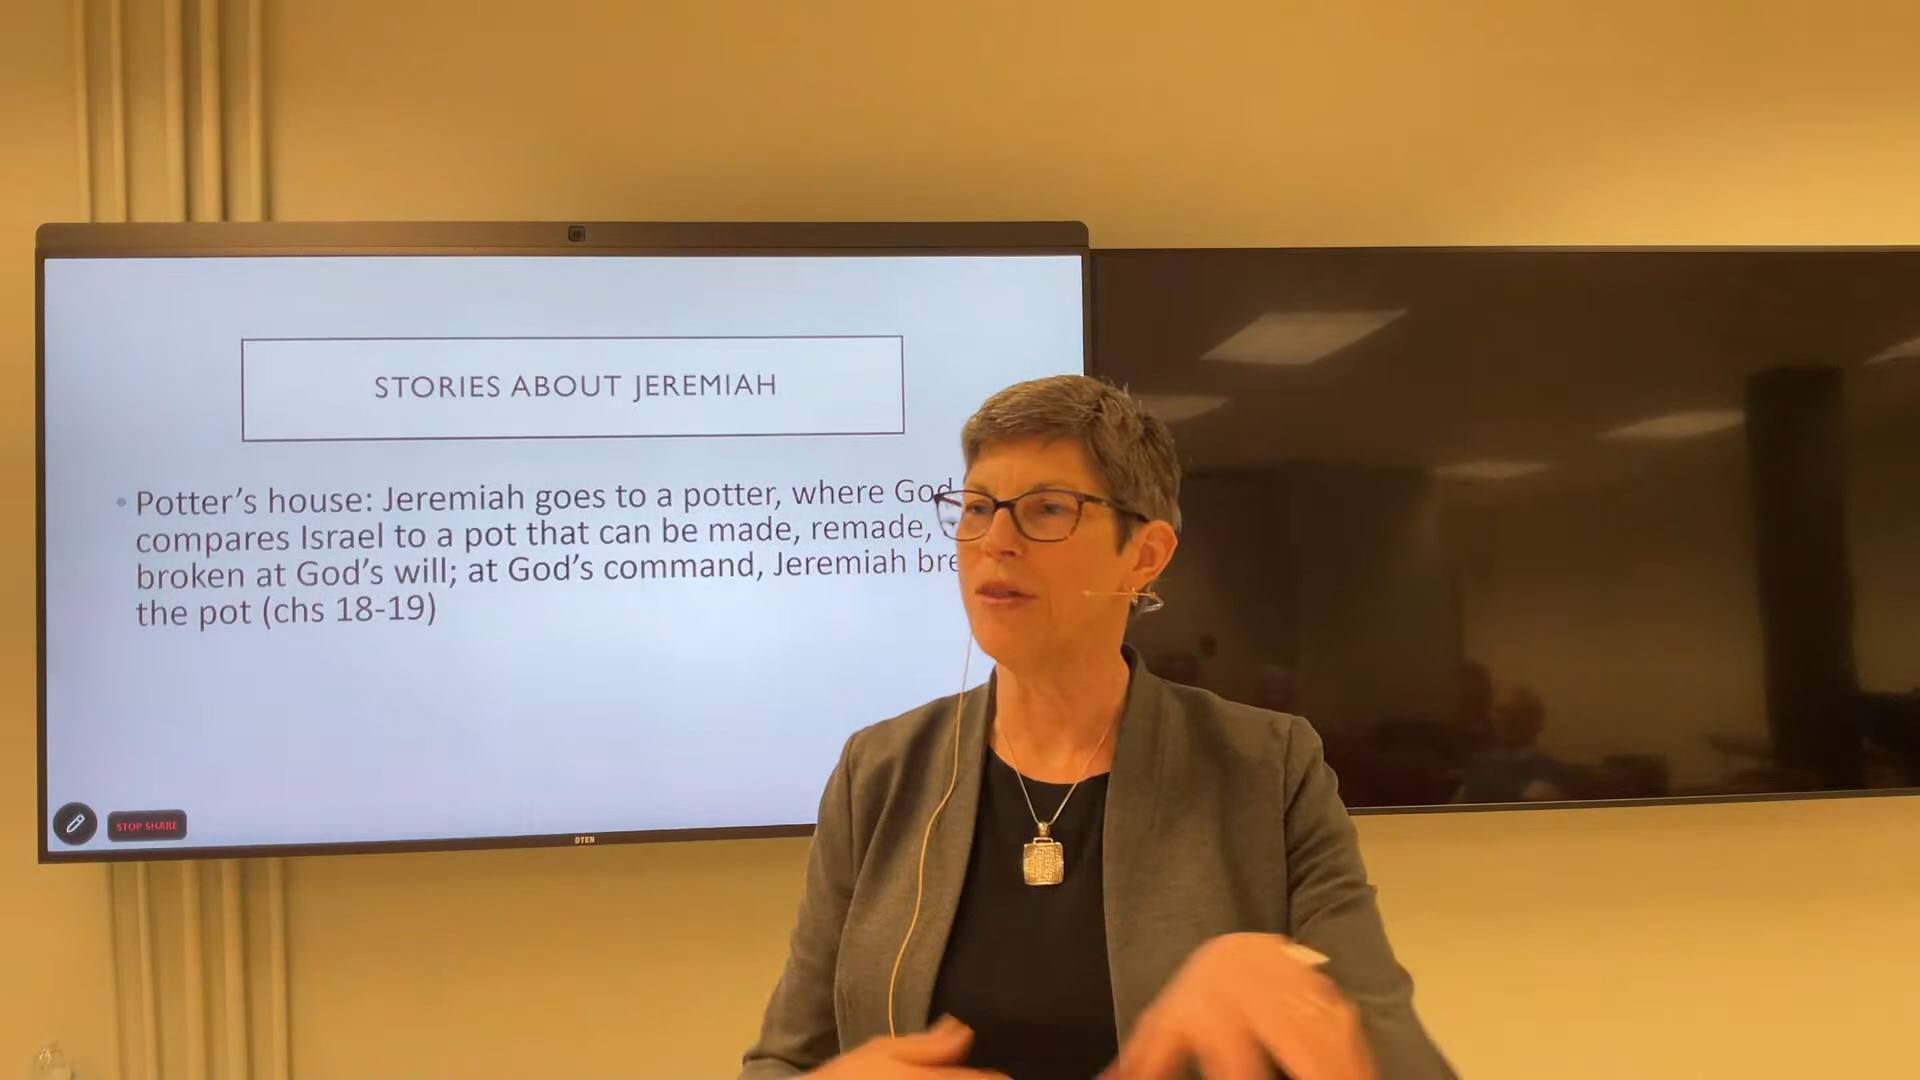 STORIES ABOUT JEREMIAH
• Potter's house: Jeremiah goes to a potter, where God
compares Israel to a pot that can be made, remade,
broken at God's will; at God's command, Jeremiah
the pot (chs 18-19)
STOP SHARE
DTEN